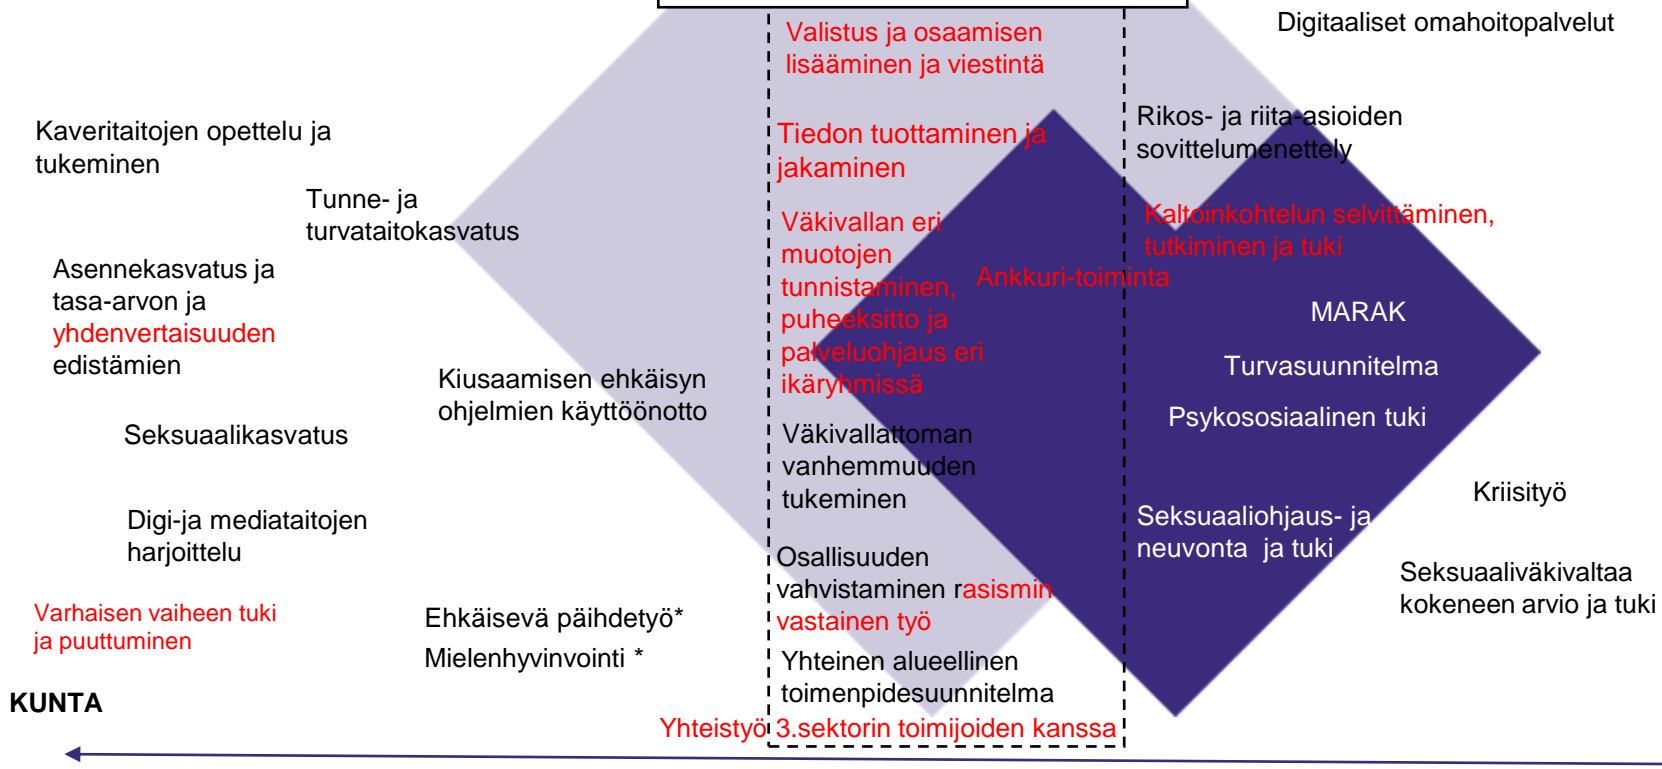 Kaveritaitojen opettelu ja
tukeminen
Tunne- ja
turvataitokasvatus
Asennekasvatus ja
tasa-arvon ja
yhdenvertaisuuden
edistämien
Kiusaamisen ehkäisyn
ohjelmien käyttöönotto
Seksuaalikasvatus
Digi-ja mediataitojen
harjoittelu
Varhaisen vaiheen tuki
ja puuttuminen
Ehkäisevä päihdetyö*
Mielenhyvinvointi *
KUNTA
Valistus ja osaamisen
lisääminen ja viestintä
Tiedon tuottaminen ja
jakaminen
Väkivallan eri
muotojen
tunnistaminen,
puheeksitto ja
palveluohjaus eri
ikäryhmissä
Ankkuri-toiminta
Väkivallattoman
vanhemmuuden
tukeminen
Osallisuuden
vahvistaminen rasismin
vastainen työ
Yhteinen alueellinen
toimenpidesuunnitelma
Yhteistyö 3.sektorin toimijoiden kanssa
Digitaaliset omahoitopalvelut
Rikos- ja riita-asioiden
sovittelumenettely
Kaltoinkohtelun selvittäminen,
tutkiminen ja tuki
MARAK
Turvasuunnitelma
Psykososiaalinen tuki
Kriisityö
Seksuaaliohjaus- ja
neuvonta  ja tuki
Seksuaaliväkivaltaa
kokeneen arvio ja tuki